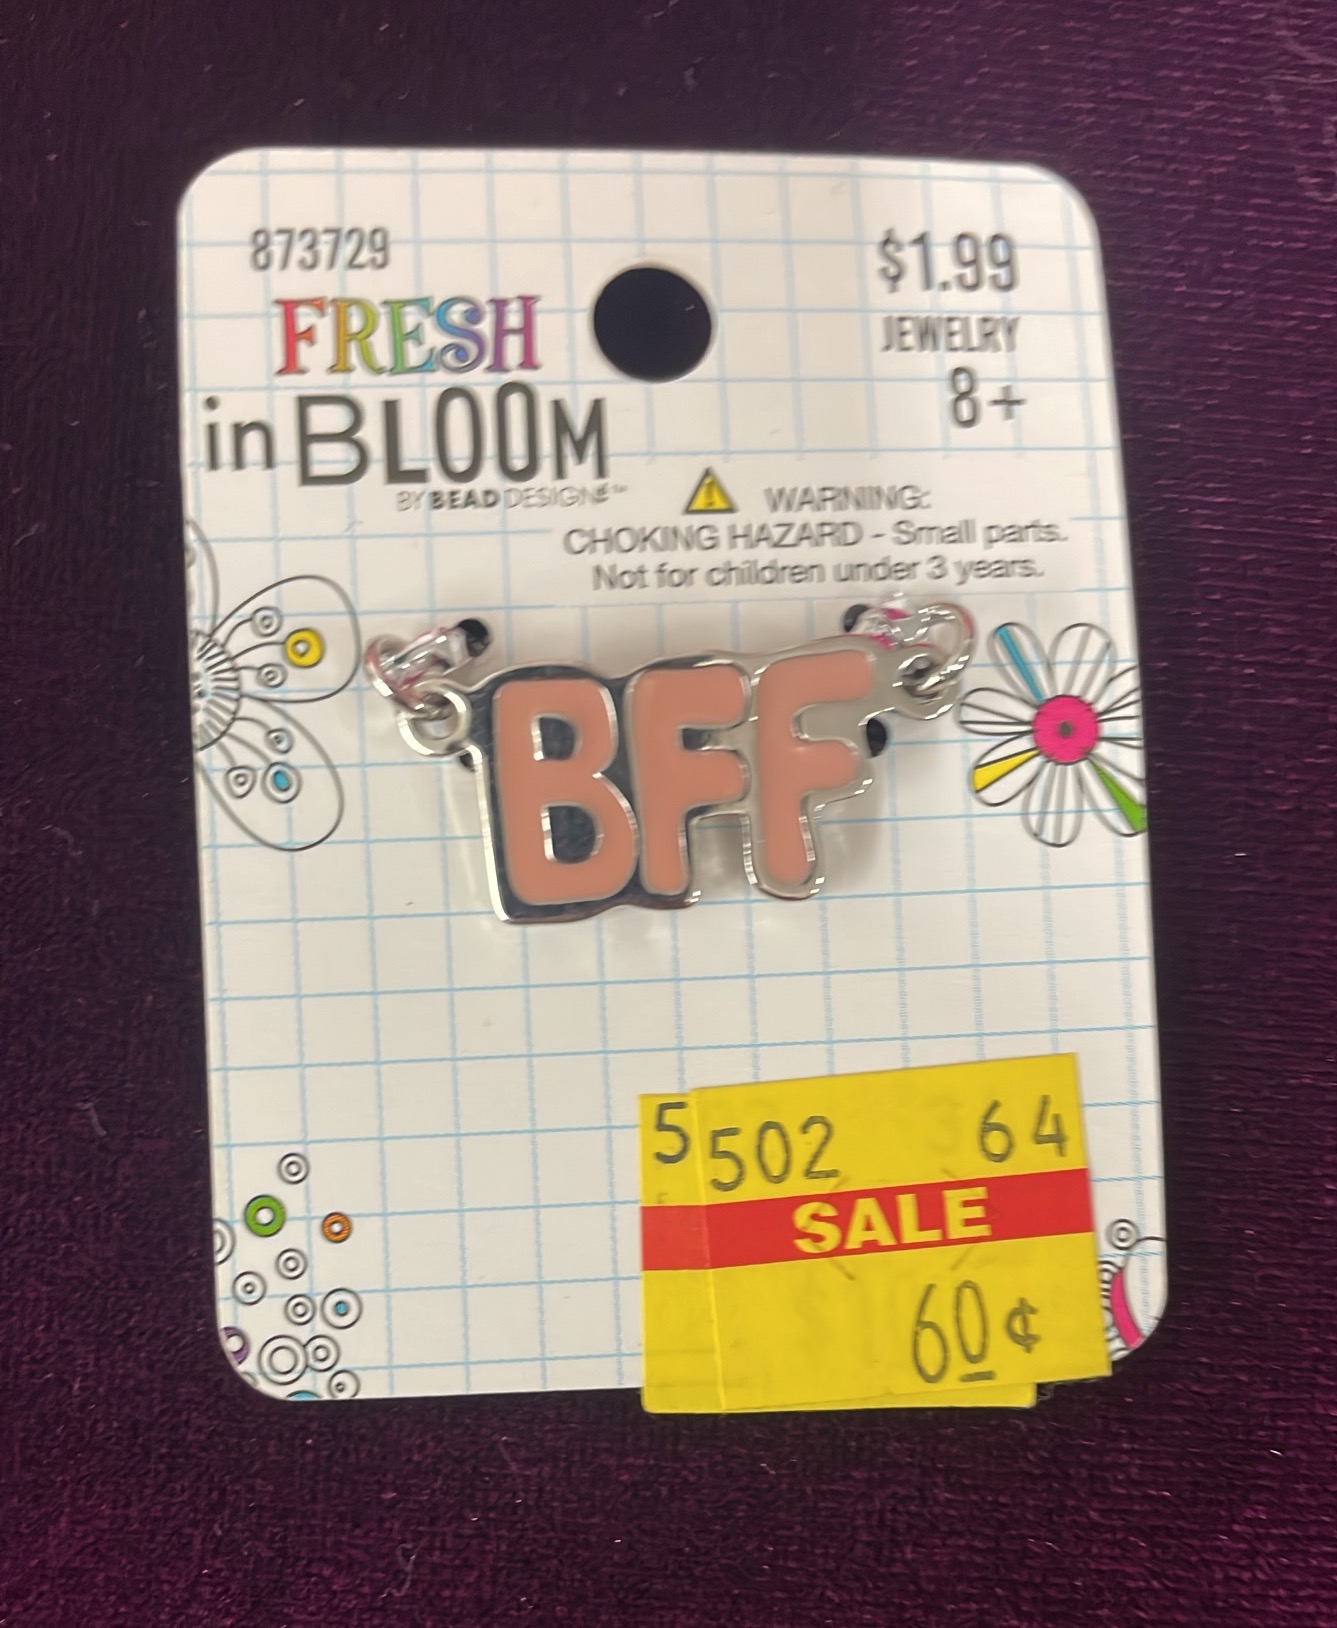 873729
$1.99
JEWELRY
8+
FRESH
in BLOOM
BY BEAD DESIGNS™
WARNING:
CHOKING HAZARD - Small parts.
Not for children under 3 years.
BFF
5
502 64
SALE
60¢